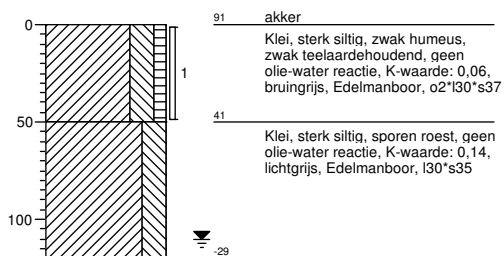 0
50
100
1
91 akker
Klei, sterk siltig, zwak humeus,
zwak teelaardehoudend, geen
olie-water reactie, K-waarde: 0,06,
bruingrijs, Edelmanboor, o2*l30*s37
41
Klei, sterk siltig, sporen roest, geen
olie-water reactie, K-waarde: 0,14,
lichtgrijs, Edelmanboor, l30*s35
-29